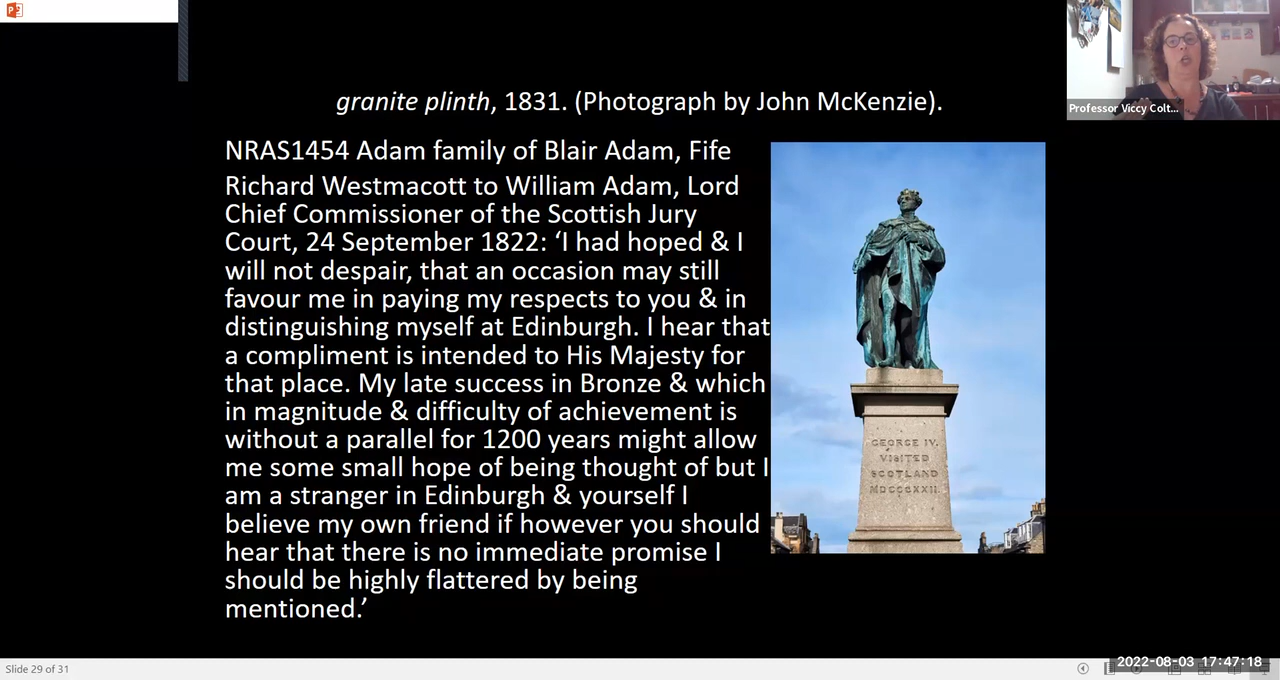 granite plinth, 1831. (Photograph by John McKenzie).
Professor Viccy Colt...
NRAS1454 Adam family of Blair Adam, Fife
Richard Westmacott to William Adam, Lord
Chief Commissioner of the Scottish Jury
Court, 24 September 1822: ‘I had hoped & I
will not despair, that an occasion may still
favour me in paying my respects to you & in
distinguishing myself at Edinburgh. I hear that
a compliment is intended to His Majesty for
that place. My late success in Bronze & which
in magnitude & difficulty of achievement is
without a parallel for 1200 years might allow
me some small hope of being thought of but I
am a stranger in Edinburgh & yourself I
believe my own friend if however you should
hear that there is no immediate promise I
should be highly flattered by being
mentioned.’
GEORGE IV.
VISITED
SCOTLAND
MDCCCXXII
Slide 29 of 31
2022-08-03 17:47:18